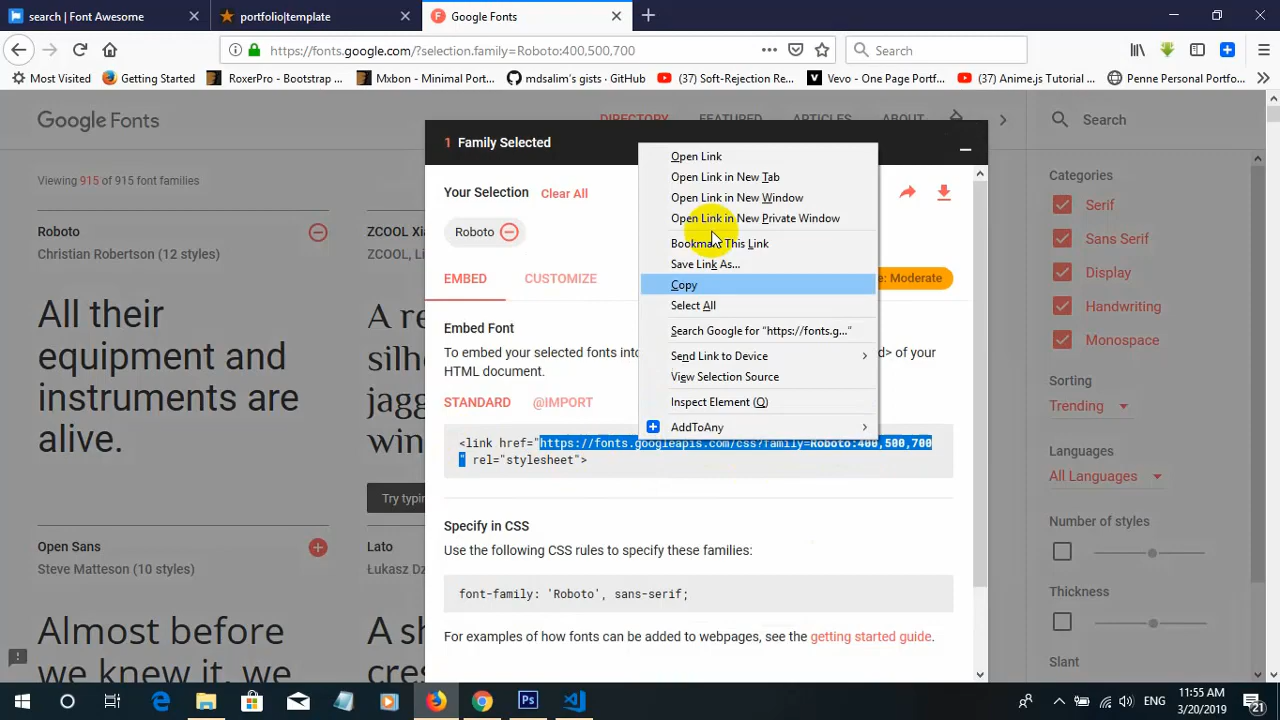 search | Font Awesome
portfolio|template
Google Fonts
https://fonts.google.com/?selection.family=Roboto:400,500,700
Search
Most Visited
Getting Started
RoxerPro - Bootstrap ...
Mxbon - Minimal Port...
mdsalim's gists · GitHub
(37) Soft-Rejection Re...
Vevo - One Page Portf...
(37) Anime.js Tutorial ...
Penne Personal Portfo...
Google Fonts
DIRECTORY
FEATURED
ARTICLES
ABOUT
Search
Viewing 915 of 915 font families
Roboto
Christian Robertson (12 styles)
All their
equipment and
instruments are
alive.
ZCOOL Xi
Try typin
Open Sans
Steve Matteson (10 styles)
Almost before
we knew it, we
Lato
1 Family Selected
Your Selection
Clear All
Roboto
EMBED
CUSTOMIZE
e: Moderate
Embed Font
To embed your selected fonts into
d> of your
HTML document.
STANDARD
@IMPORT
<link href="https://fonts.googleapis.com/css?family=Roboto:400,500,700
" rel="stylesheet">
Specify in CSS
Use the following CSS rules to specify these families:
font-family: 'Roboto', sans-serif;
For examples of how fonts can be added to webpages, see the getting started guide.
Open Link
Open Link in New Tab
Open Link in New Window
Open Link in New Private Window
Bookmark This Link
Save Link As...
Copy
Select All
Search Google for “https://fonts.g...”
Send Link to Device
View Selection Source
Inspect Element (Q)
AddToAny
Categories
Serif
Sans Serif
Display
Handwriting
Monospace
Sorting
Trending
Languages
All Languages
Number of styles
Thickness
Slant
ENG
11:55 AM
3/20/2019
21